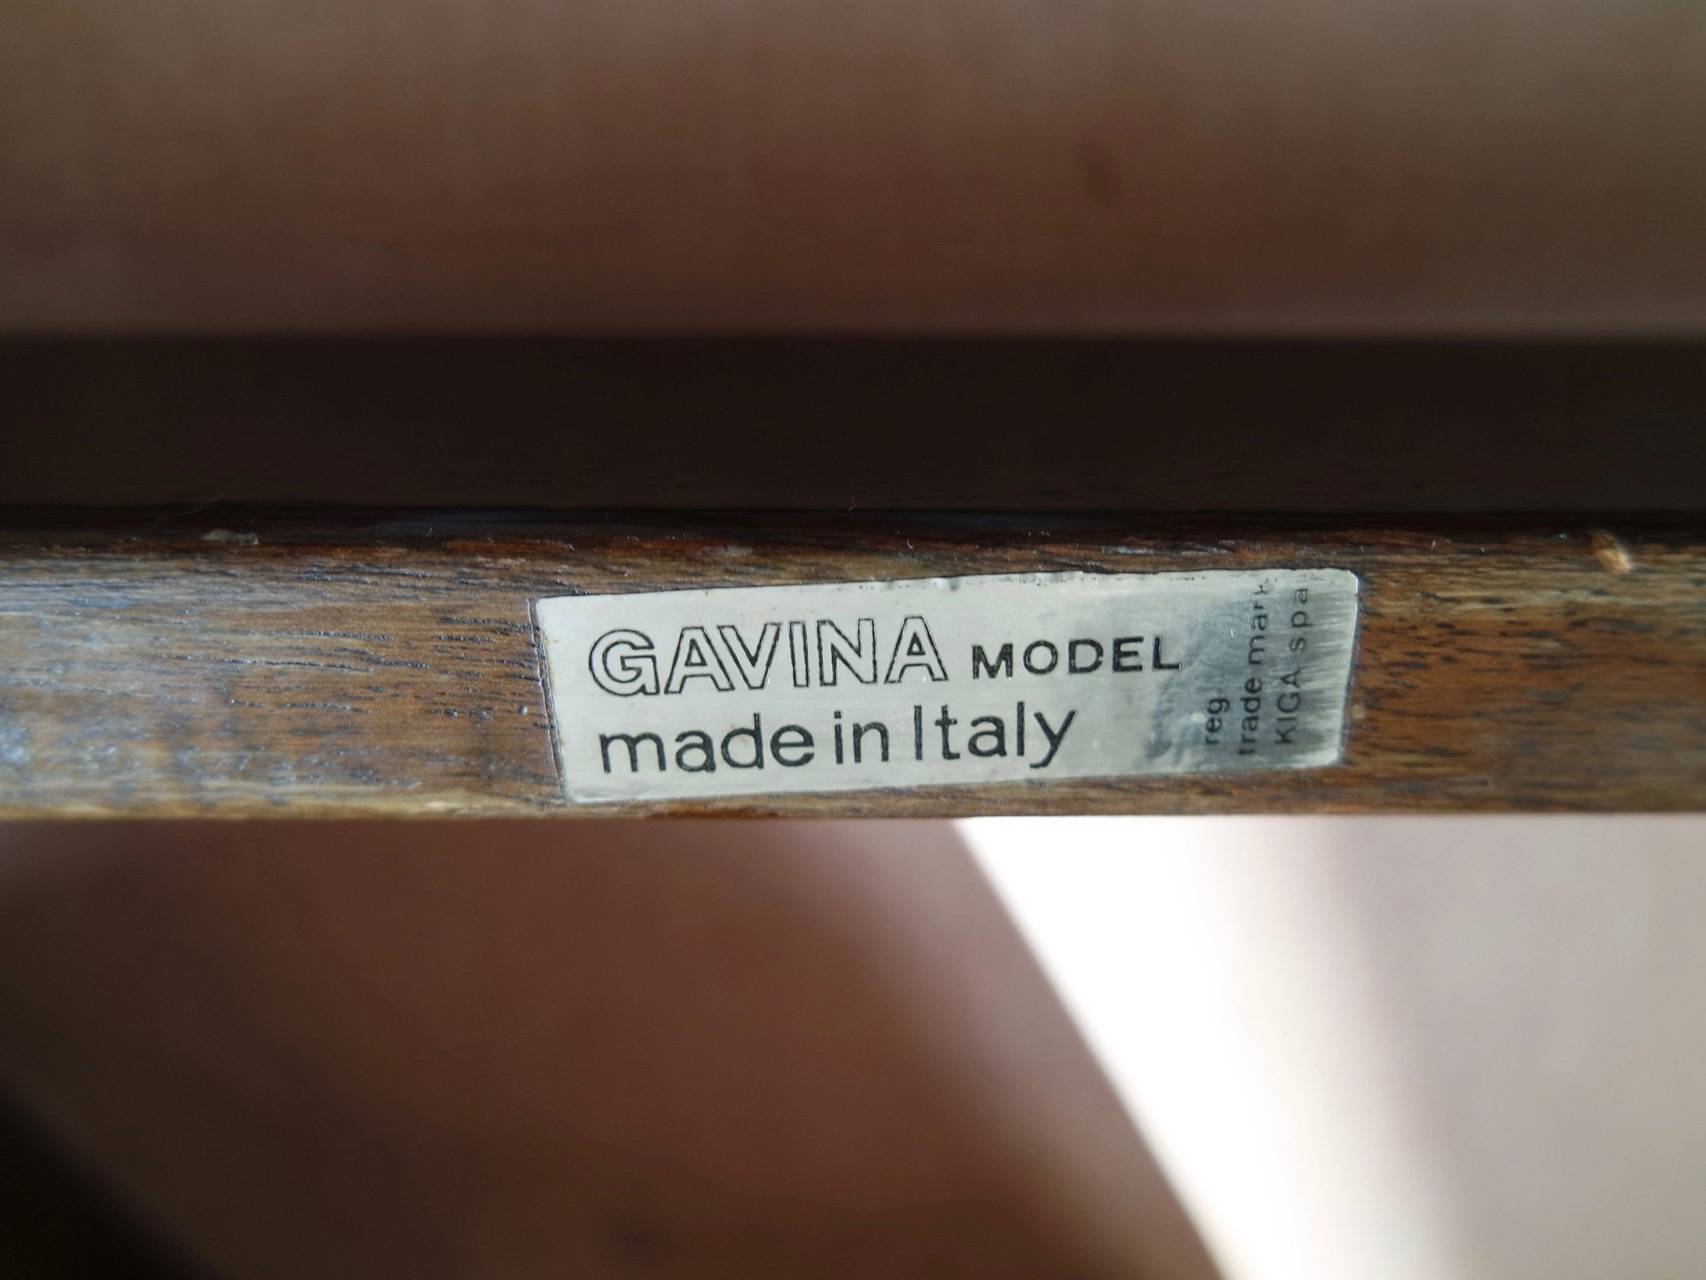 GAVINA MODEL
made in Italy
reg
trade mark
KIGA spa